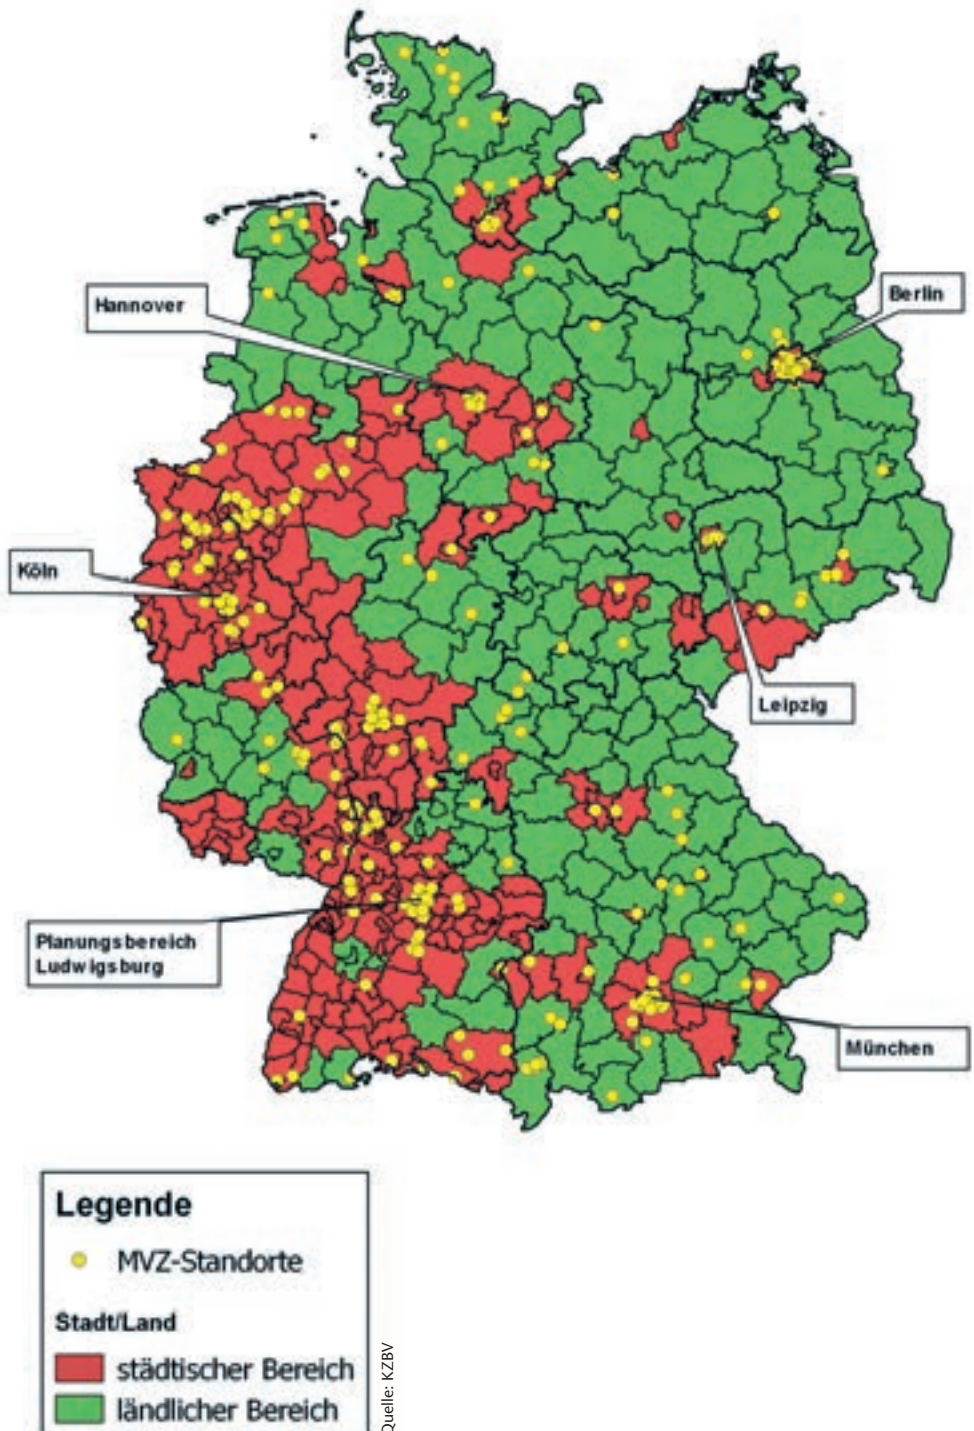 Hannover
Berlin
Köln
Leipzig
Planungsbereich
Ludwigsburg
München
Legende
MVZ-Standorte
Stadt/Land
städtischer Bereich
ländlicher Bereich
Quelle: KZBV